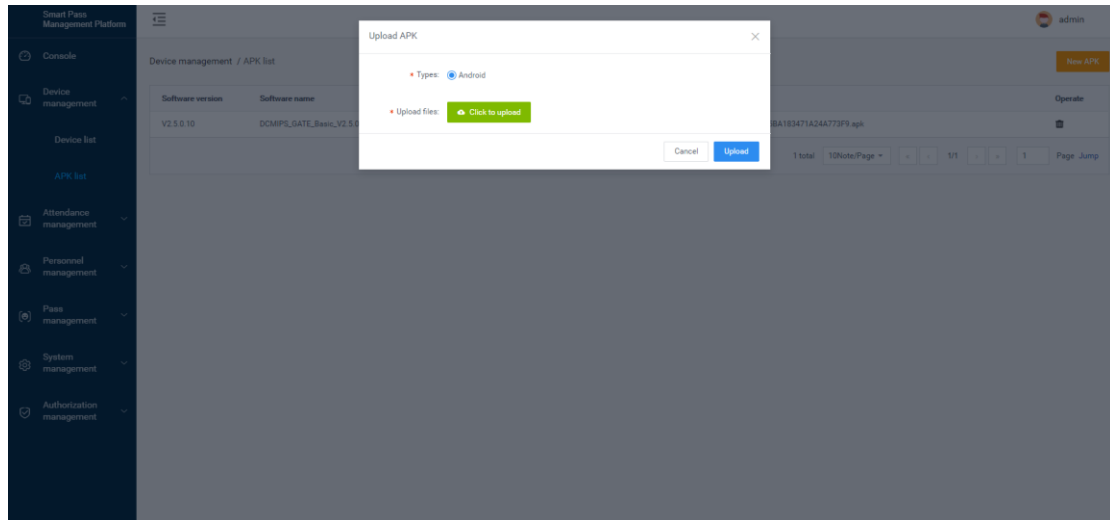 Smart Pass
Management Platform
admin
Upload APK
Console
Device management / APK list
New APK
* Types: Android
Device
management
Software version Software name Operate
* Upload files: Click to upload
V2.5.0.10 DCMIPS_GATE_Basic_V2.5.0 BA183471A24A773F9.apk
Device list
Cancel Upload
1 total 10Note/Page « < 1/1 > » 1 Page Jump
APK list
Attendance
management
Personnel
management
Pass
management
System
management
Authorization
management